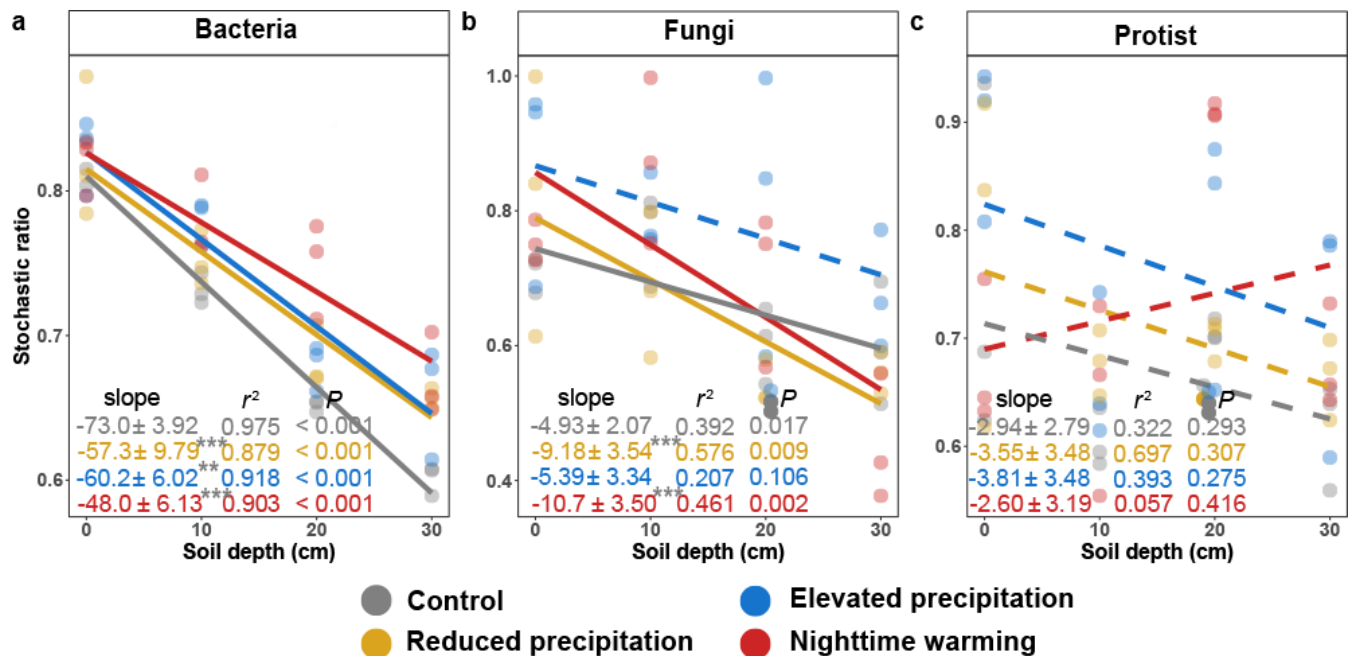 a Bacteria b Fungi c Protist
Stochastic ratio
0.8
0.7
0.6
slope r² P
-73.0 ± 3.92 0.975 < 0.001
-57.3 ± 9.79 *** 0.879 < 0.001
-60.2 ± 6.02 ** 0.918 < 0.001
-48.0 ± 6.13 *** 0.903 < 0.001
0 10 20 30
Soil depth (cm)
1.0
0.8
0.6
0.4
slope r² P
-4.93 ± 2.07 0.392 0.017
-9.18 ± 3.54 *** 0.576 0.009
-5.39 ± 3.34 0.207 0.106
-10.7 ± 3.50 *** 0.461 0.002
0 10 20 30
Soil depth (cm)
0.9
0.8
0.7
0.6
slope r² P
-2.94 ± 2.79 0.322 0.293
-3.55 ± 3.48 0.697 0.307
-3.81 ± 3.48 0.393 0.275
-2.60 ± 3.19 0.057 0.416
0 10 20 30
Soil depth (cm)
Control Elevated precipitation
Reduced precipitation Nighttime warming